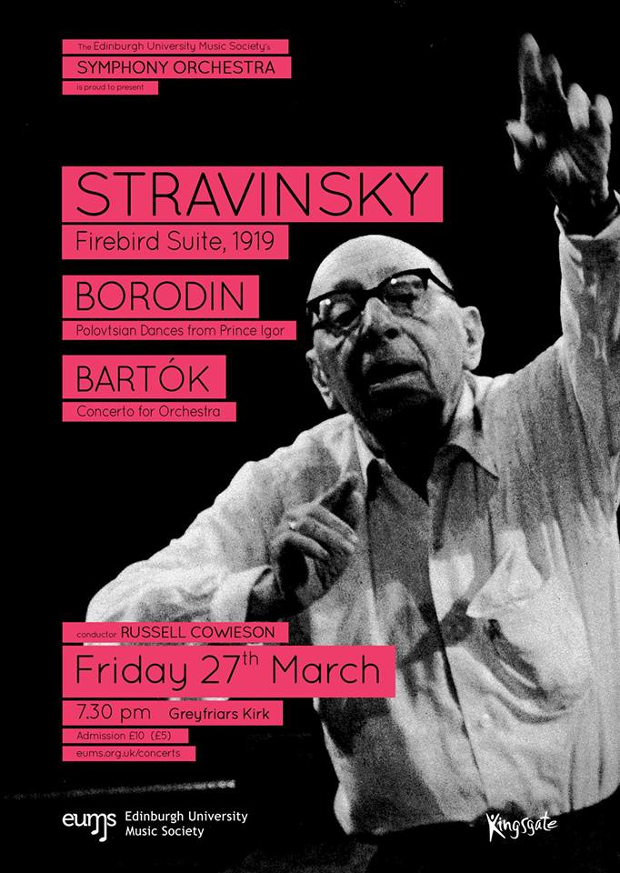 The Edinburgh University Music Society's
SYMPHONY ORCHESTRA
is proud to present
STRAVINSKY
Firebird Suite, 1919
BORODIN
Polovtsian Dances from Prince Igor
BARTÓK
Concerto for Orchestra
conductor RUSSELL COWIESON
Friday 27th March
7.30 pm Greyfriars Kirk
Admission £10 (£5)
eums.org.uk/concerts
eums Edinburgh University
Music Society
Kingsgate